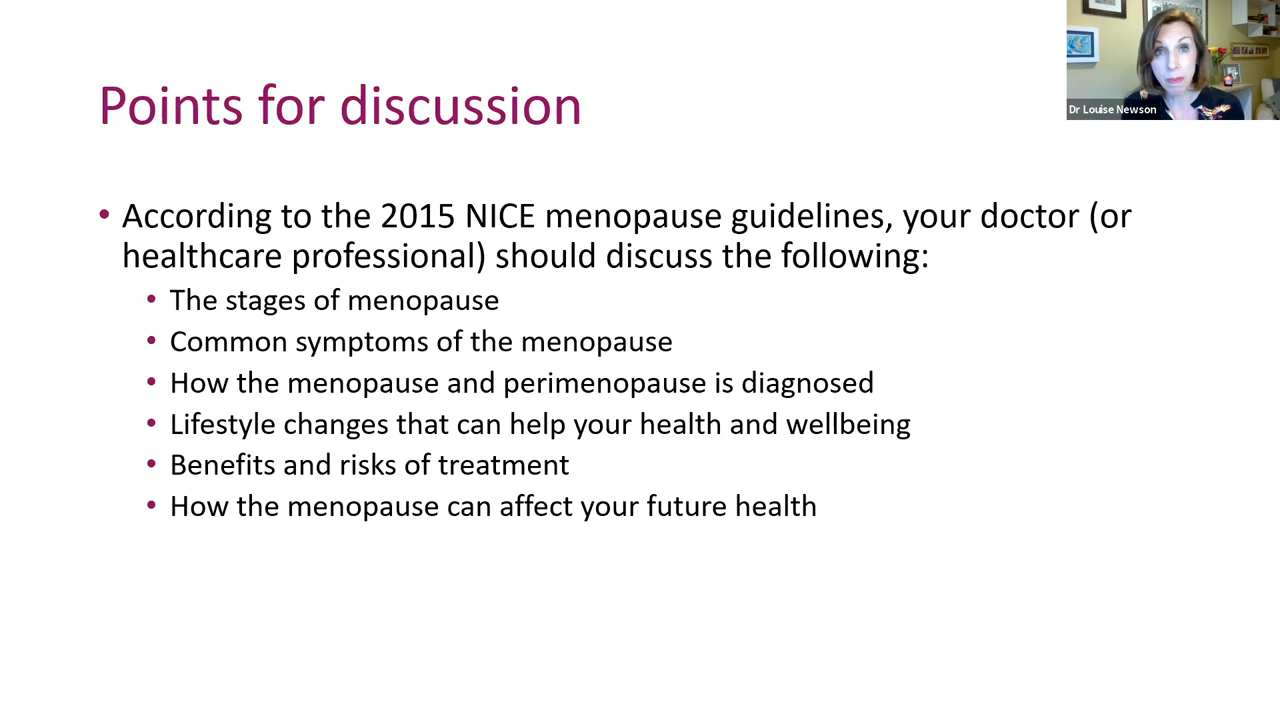 Points for discussion
Dr Louise Newson
• According to the 2015 NICE menopause guidelines, your doctor (or
healthcare professional) should discuss the following:
• The stages of menopause
• Common symptoms of the menopause
• How the menopause and perimenopause is diagnosed
• Lifestyle changes that can help your health and wellbeing
• Benefits and risks of treatment
• How the menopause can affect your future health